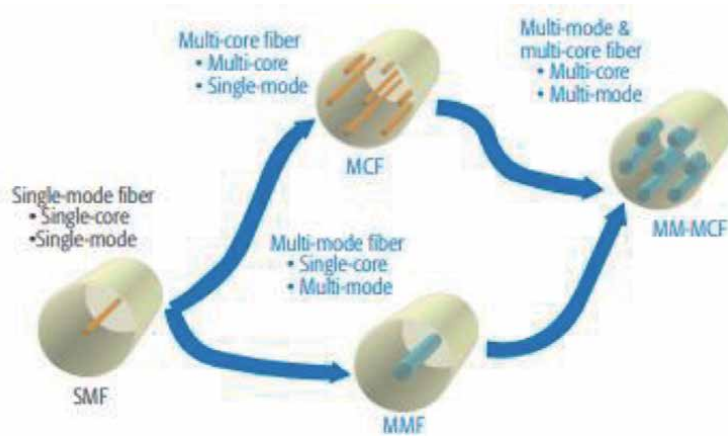 Multi-core fiber
• Multi-core
• Single-mode
MCF
Multi-mode &
multi-core fiber
• Multi-core
• Multi-mode
MM-MCF
Single-mode fiber
• Single-core
•Single-mode
SMF
Multi-mode fiber
• Single-core
• Multi-mode
MMF